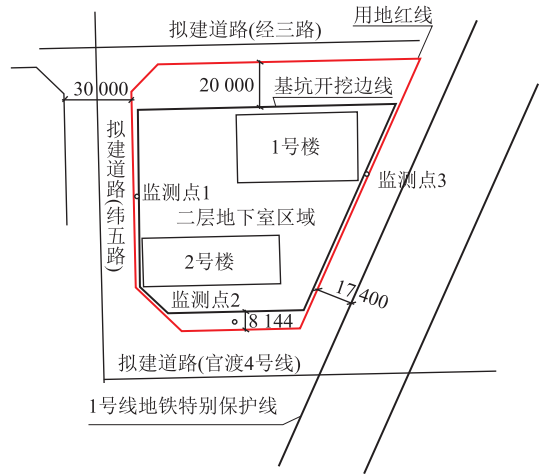 拟建道路(经三路)
用地红线
30 000
20 000
基坑开挖边线
1号楼
拟建道路(纬五路)
监测点1
监测点3
二层地下室区域
2号楼
监测点2
17 400
8 144
拟建道路(官渡4号线)
1号线地铁特别保护线